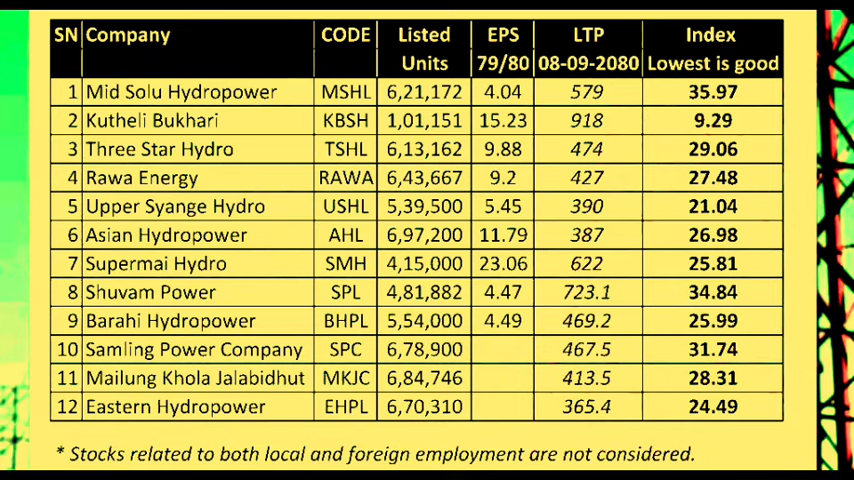 SN Company CODE Listed Units EPS 79/80 LTP 08-09-2080 Index Lowest is good
1 Mid Solu Hydropower MSHL 6,21,172 4.04 579 35.97
2 Kutheli Bukhari KBSH 1,01,151 15.23 918 9.29
3 Three Star Hydro TSHL 6,13,162 9.88 474 29.06
4 Rawa Energy RAWA 6,43,667 9.2 427 27.48
5 Upper Syange Hydro USHL 5,39,500 5.45 390 21.04
6 Asian Hydropower AHL 6,97,200 11.79 387 26.98
7 Supermai Hydro SMH 4,15,000 23.06 622 25.81
8 Shuvam Power SPL 4,81,882 4.47 723.1 34.84
9 Barahi Hydropower BHPL 5,54,000 4.49 469.2 25.99
10 Samling Power Company SPC 6,78,900 467.5 31.74
11 Mailung Khola Jalabidhut MKJC 6,84,746 413.5 28.31
12 Eastern Hydropower EHPL 6,70,310 365.4 24.49
* Stocks related to both local and foreign employment are not considered.